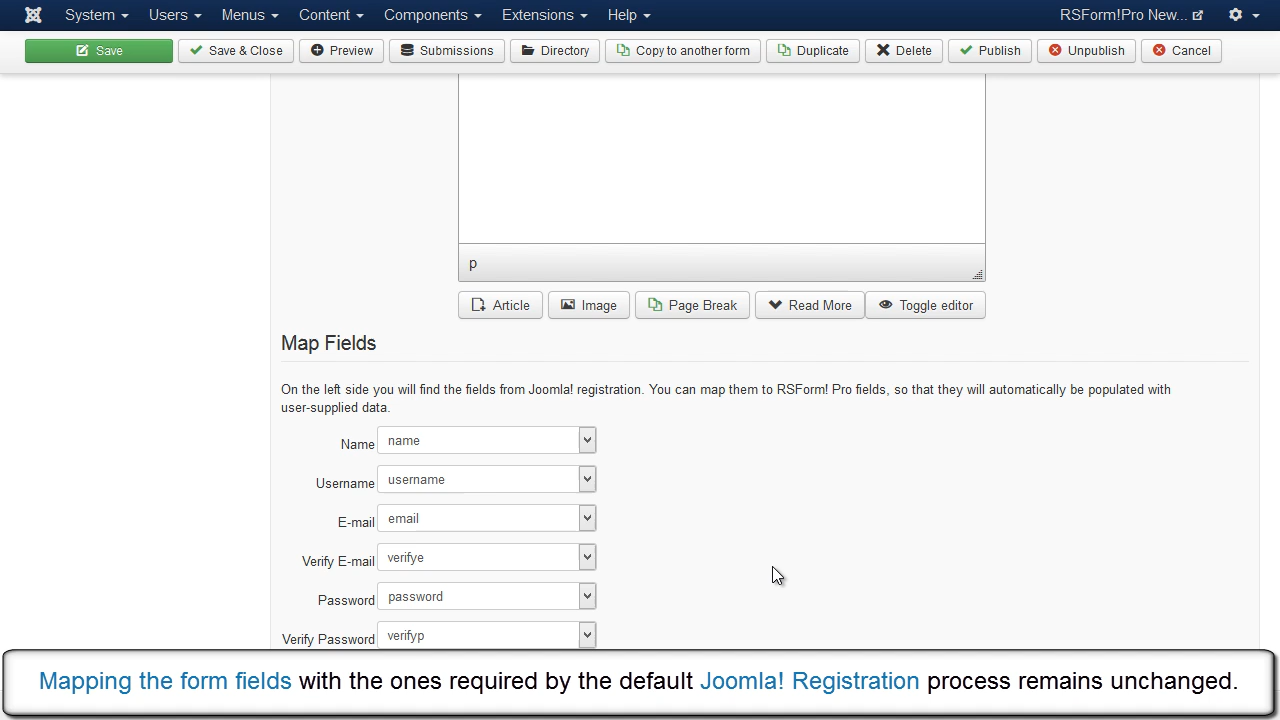 System Users Menus Content Components Extensions Help RSForm!Pro New...
Save Save & Close Preview Submissions Directory Copy to another form Duplicate Delete Publish Unpublish Cancel
p
Article Image Page Break Read More Toggle editor
Map Fields
On the left side you will find the fields from Joomla! registration. You can map them to RSForm! Pro fields, so that they will automatically be populated with
user-supplied data.
Name name
Username username
E-mail email
Verify E-mail verifye
Password password
Verify Password verifyp
Mapping the form fields with the ones required by the default Joomla! Registration process remains unchanged.